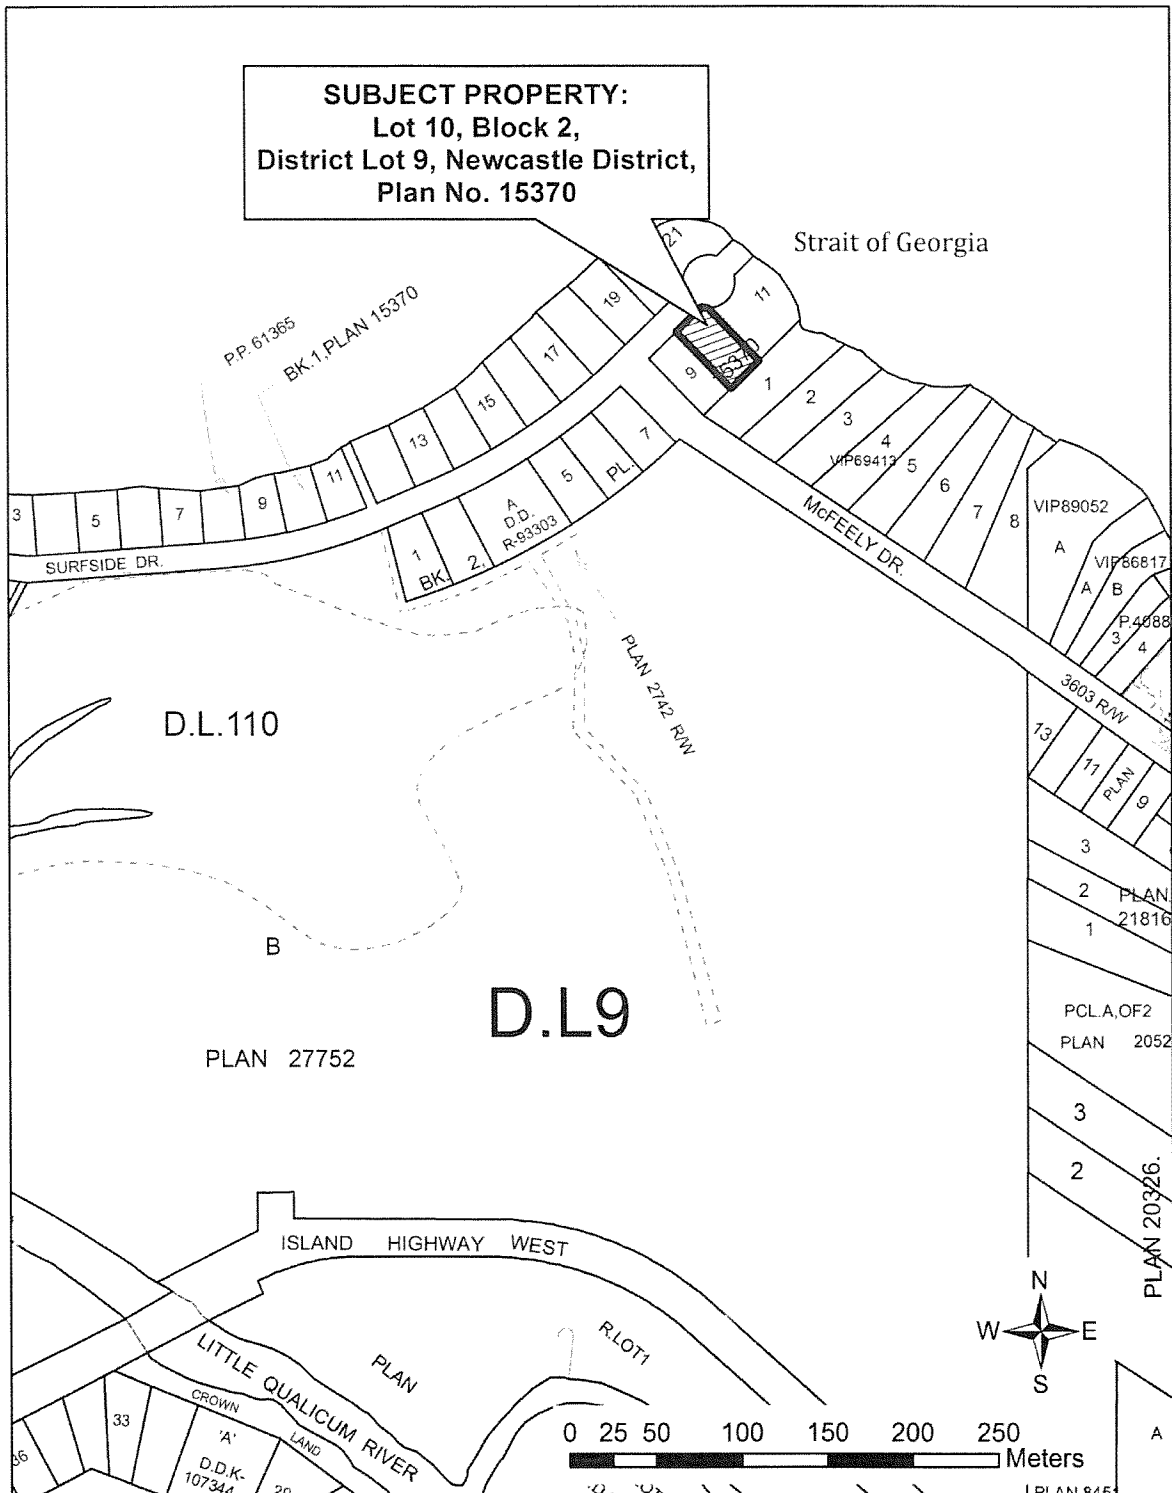 SUBJECT PROPERTY:
Lot 10, Block 2,
District Lot 9, Newcastle District,
Plan No. 15370
Strait of Georgia
21
11
19
17
15
13
11
9
7
5
3
P.P. 61365
BK.1,PLAN 15370
9
7
PL.
5
A
D.D.
R-93303
2,
1
BK.
SURFSIDE DR.
1
2
3
4
VIP69413
5
6
7
8
VIP89052
A
VIP86817
A
B
P.4088
3
4
McFEELY DR.
3603 R/W
PLAN 2742 R/W
13
11
PLAN
9
3
2
1
PLAN.
21816
D.L.110
B
D.L9
PLAN 27752
PCL.A,OF2
PLAN 2052
3
2
PLAN 20326.
ISLAND HIGHWAY WEST
LITTLE QUALICUM RIVER
PLAN
R.LOT1
CROWN
LAND
36
33
'A'
D.D.K-
107344
20
N
W E
S
0 25 50 100 150 200 250
Meters
A
PLAN 8451